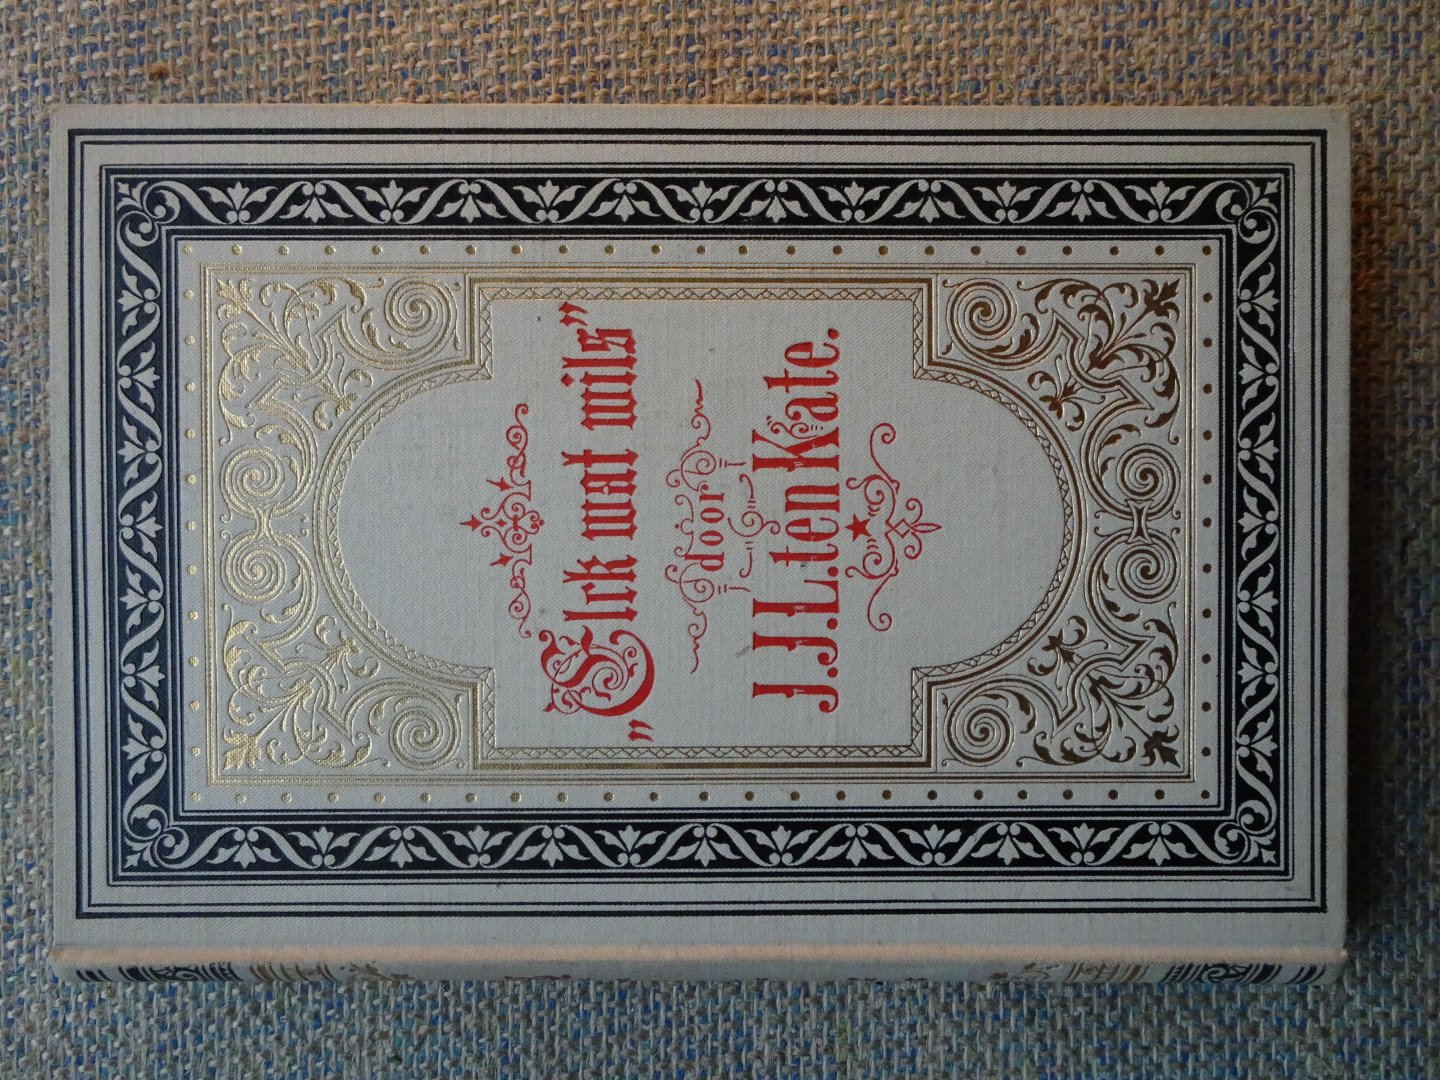 „Elck wat wils”
door
J.J.L. ten Kate.